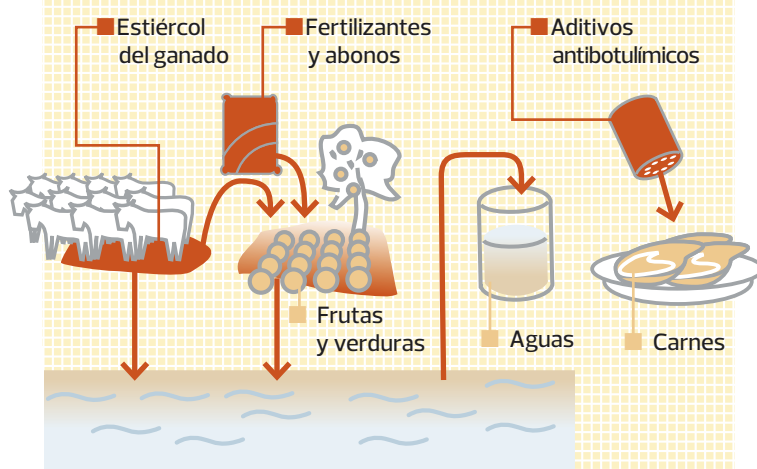 Estiércol
del ganado
Fertilizantes
y abonos
Aditivos
antibotulímicos
Frutas
y verduras
Aguas
Carnes